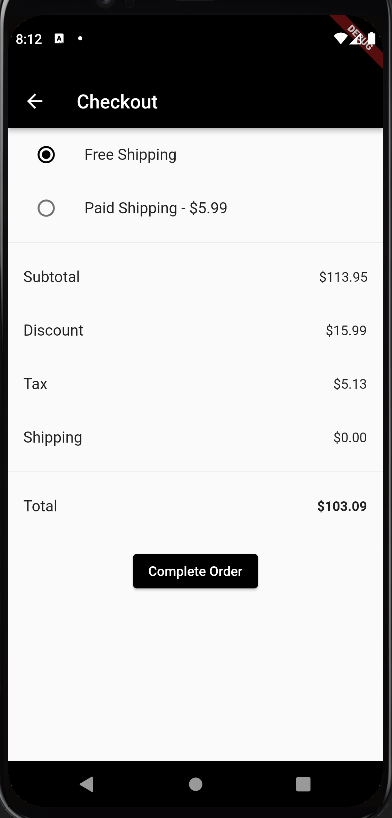 8:12 A
DEBUG
Checkout
Free Shipping
Paid Shipping - $5.99
Subtotal $113.95
Discount $15.99
Tax $5.13
Shipping $0.00
Total $103.09
Complete Order